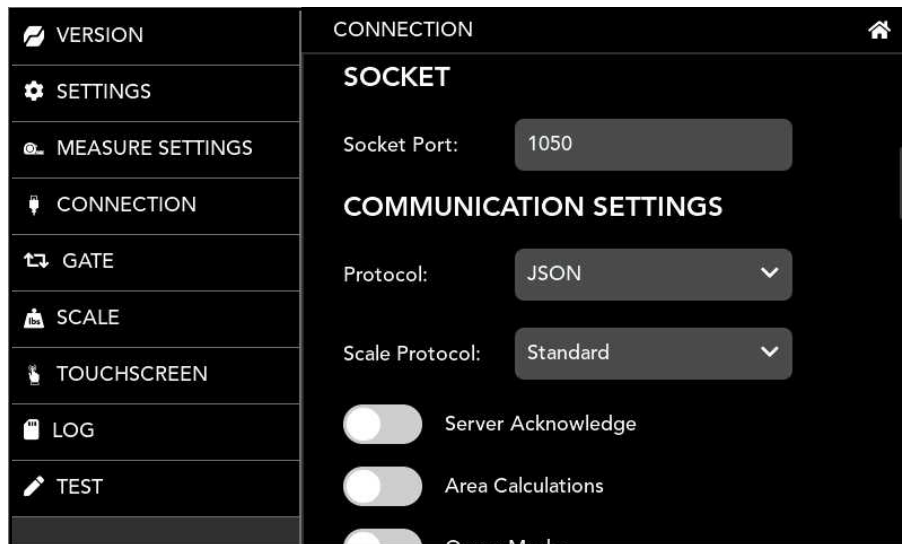 VERSION
SETTINGS
MEASURE SETTINGS
CONNECTION
GATE
lbs SCALE
TOUCHSCREEN
LOG
TEST
CONNECTION
SOCKET
Socket Port: 1050
COMMUNICATION SETTINGS
Protocol: JSON
Scale Protocol: Standard
Server Acknowledge
Area Calculations